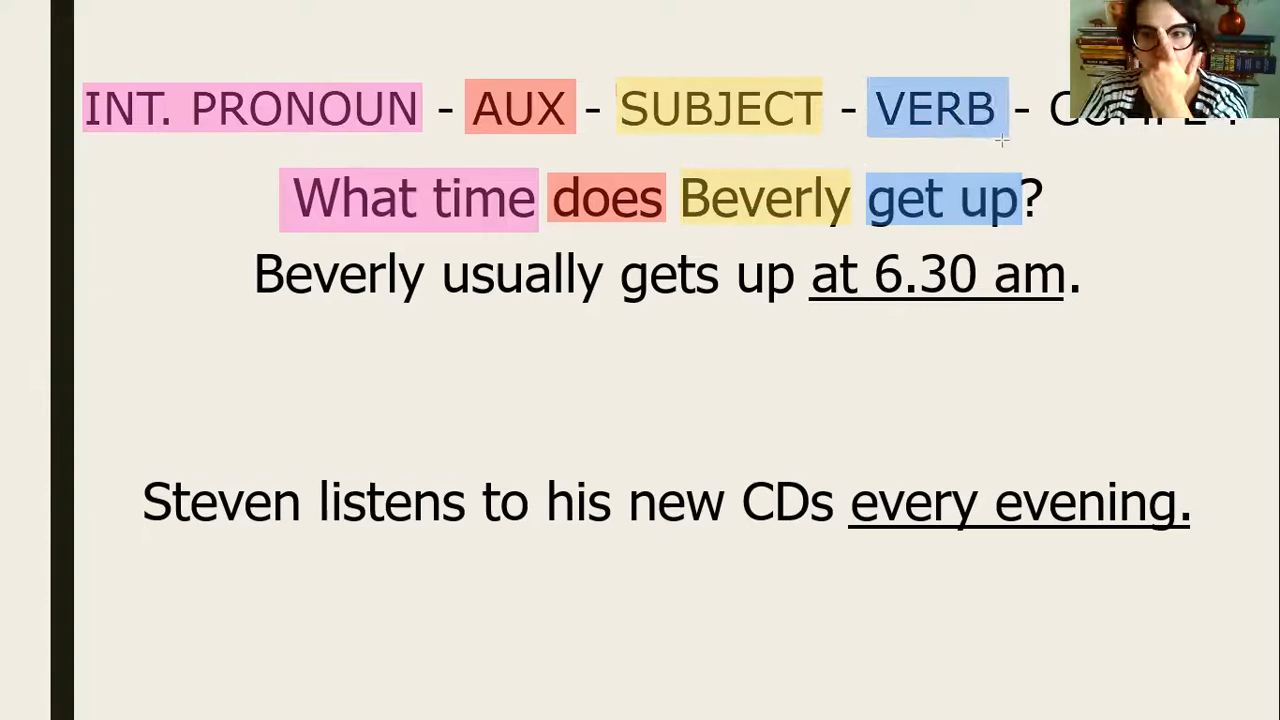 INT. PRONOUN - AUX - SUBJECT - VERB -
What time does Beverly get up?
Beverly usually gets up at 6.30 am.
Steven listens to his new CDs every evening.